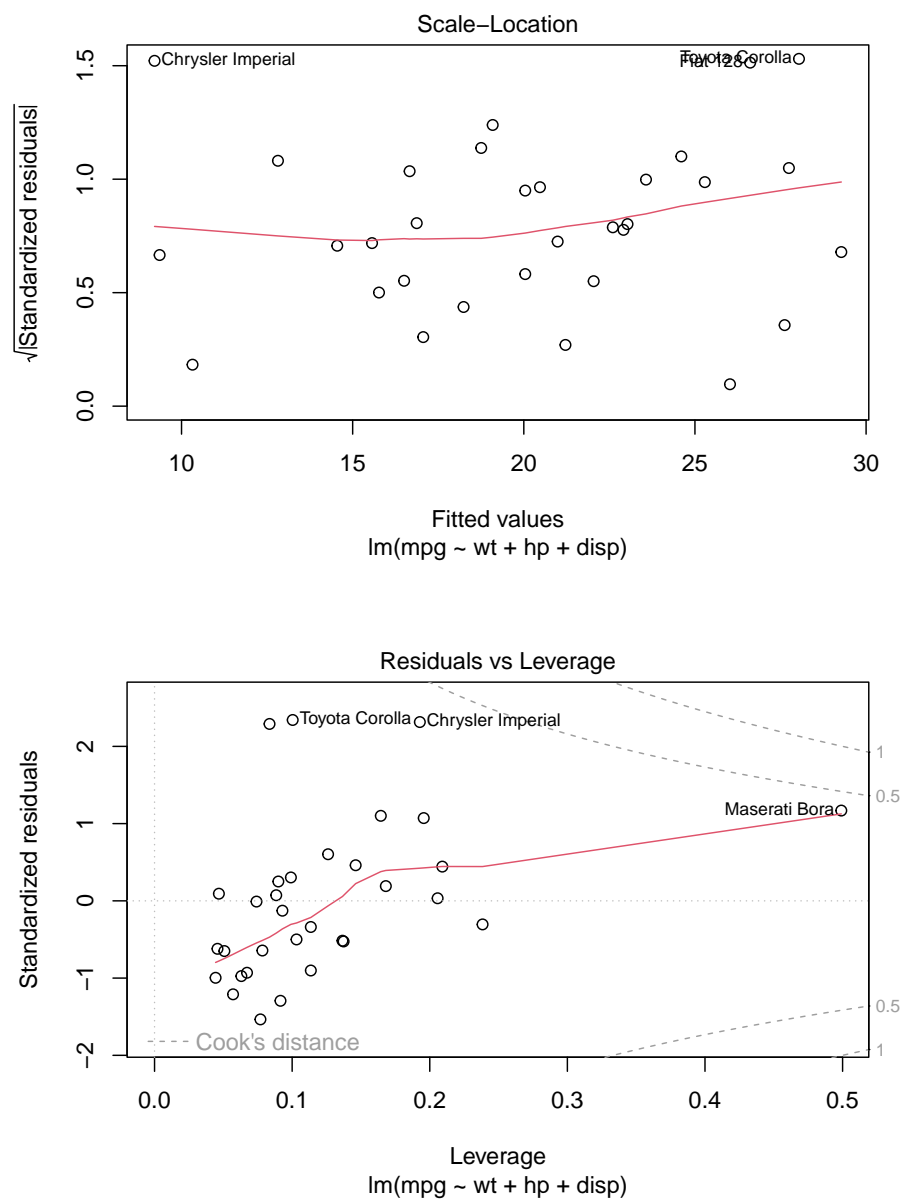 Scale−Location
Chrysler Imperial
Toyota Corolla
Fiat 128
√|Standardized residuals|
0.0
0.5
1.0
1.5
10
15
20
25
30
Fitted values
lm(mpg ~ wt + hp + disp)
Residuals vs Leverage
Toyota Corolla
Chrysler Imperial
Maserati Bora
1
0.5
0.5
1
Cook's distance
Standardized residuals
−2
−1
0
1
2
0.0
0.1
0.2
0.3
0.4
0.5
Leverage
lm(mpg ~ wt + hp + disp)